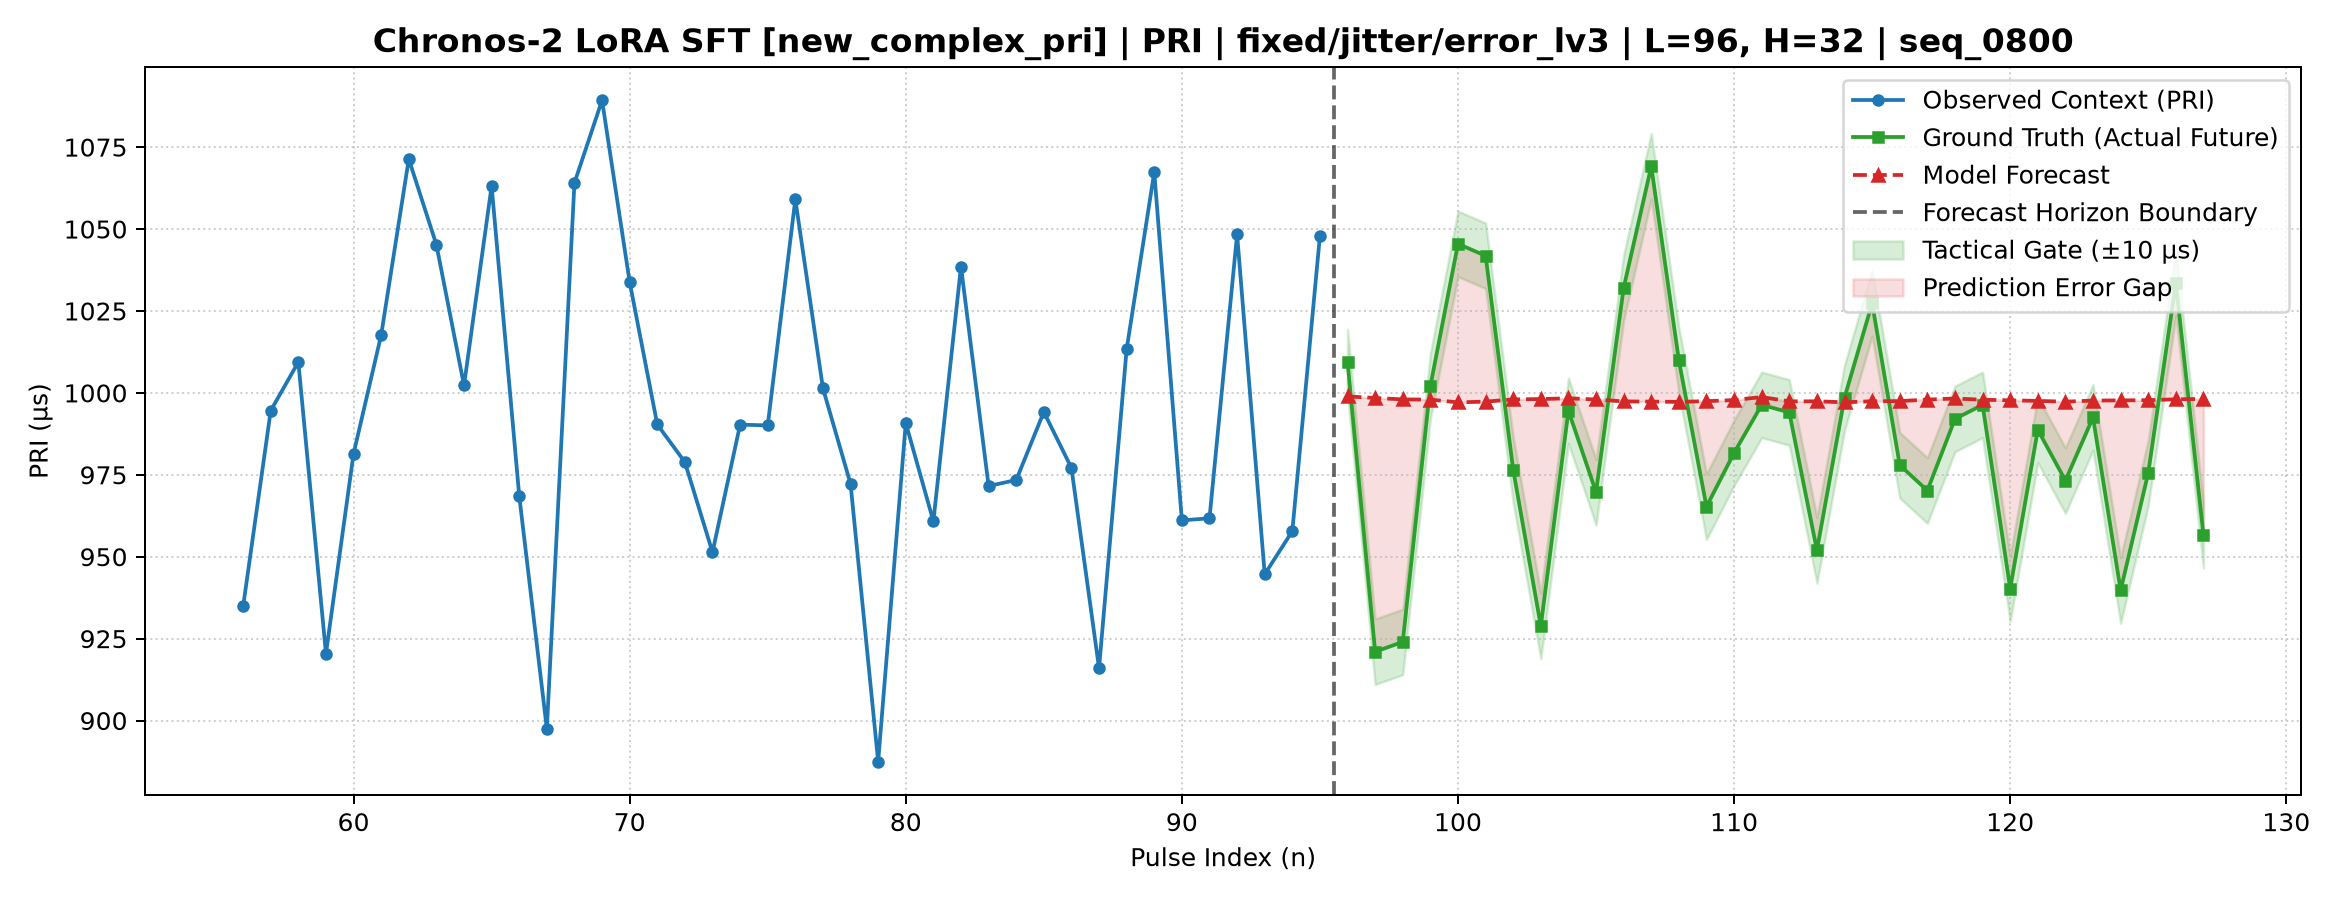 Chronos-2 LoRA SFT [new_complex_pri] | PRI | fixed/jitter/error_lv3 | L=96, H=32 | seq_0800
Observed Context (PRI)
Ground Truth (Actual Future)
Model Forecast
Forecast Horizon Boundary
Tactical Gate (±10 µs)
Prediction Error Gap
PRI (µs)
1075
1050
1025
1000
975
950
925
900
60
70
80
90
100
110
120
130
Pulse Index (n)